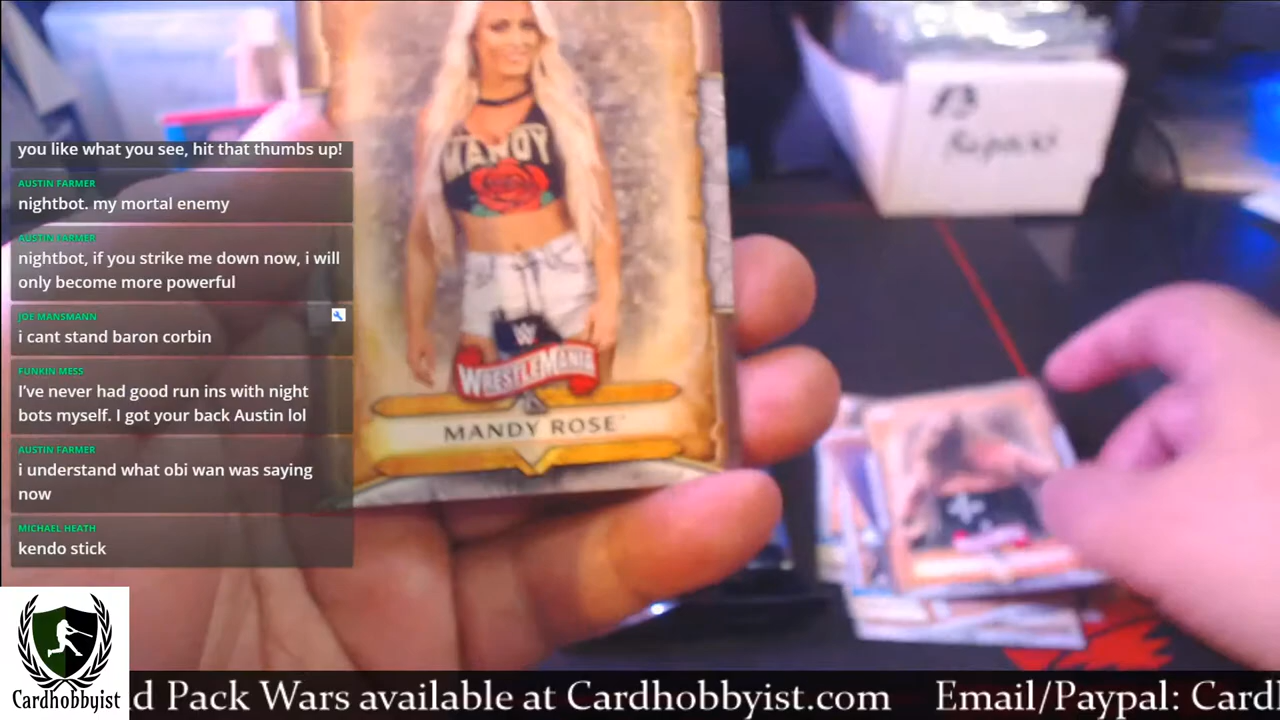 you like what you see, hit that thumbs up!
AUSTIN FARMER
nightbot. my mortal enemy
AUSTIN FARMER
nightbot, if you strike me down now, i will
only become more powerful
JOE MANSMANN
i cant stand baron corbin
FUNKIN MESS
I've never had good run ins with night
bots myself. I got your back Austin lol
AUSTIN FARMER
i understand what obi wan was saying
now
MICHAEL HEATH
kendo stick
MANDY
W
WRESTLEMANIA
MANDY ROSE
Repacks
Cardhobbyist
d Pack Wars available at Cardhobbyist.com
Email/Paypal: Cardl